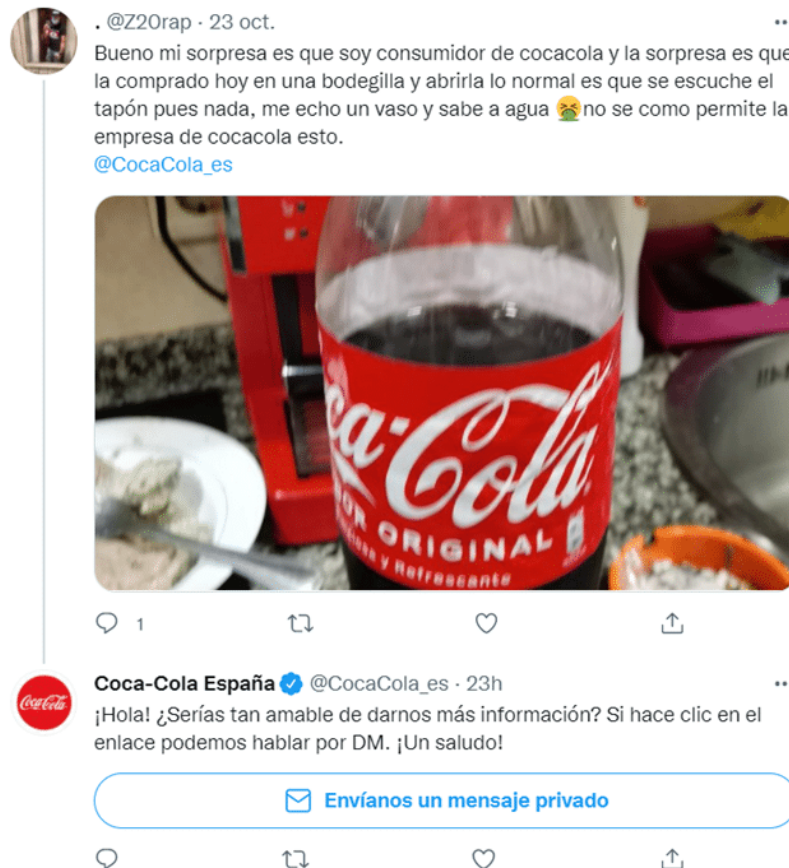 . @Z20rap · 23 oct.
Bueno mi sorpresa es que soy consumidor de cocacola y la sorpresa es que
la comprado hoy en una bodegilla y abrirla lo normal es que se escuche el
tapón pues nada, me echo un vaso y sabe a agua 🤮 no se como permite la
empresa de cocacola esto.
@CocaCola_es
ca-Cola
OR ORIGINAL
y Refrescante
1
Coca-Cola
Coca-Cola España @CocaCola_es · 23h
¡Hola! ¿Serías tan amable de darnos más información? Si hace clic en el
enlace podemos hablar por DM. ¡Un saludo!
Envíanos un mensaje privado